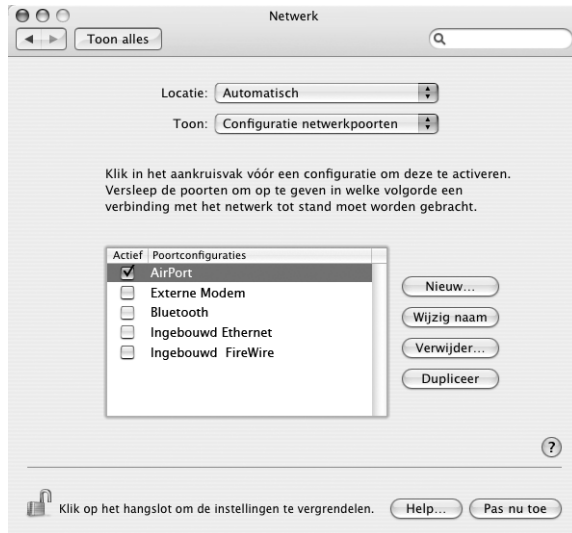 Netwerk
Toon alles
Locatie: Automatisch
Toon: Configuratie netwerkpoorten
Klik in het aankruisvak vóór een configuratie om deze te activeren.
Versleep de poorten om op te geven in welke volgorde een
verbinding met het netwerk tot stand moet worden gebracht.
Actief Poortconfiguraties
AirPort
Externe Modem
Bluetooth
Ingebouwd Ethernet
Ingebouwd FireWire
Nieuw...
Wijzig naam
Verwijder...
Dupliceer
?
Klik op het hangslot om de instellingen te vergrendelen.
Help...
Pas nu toe